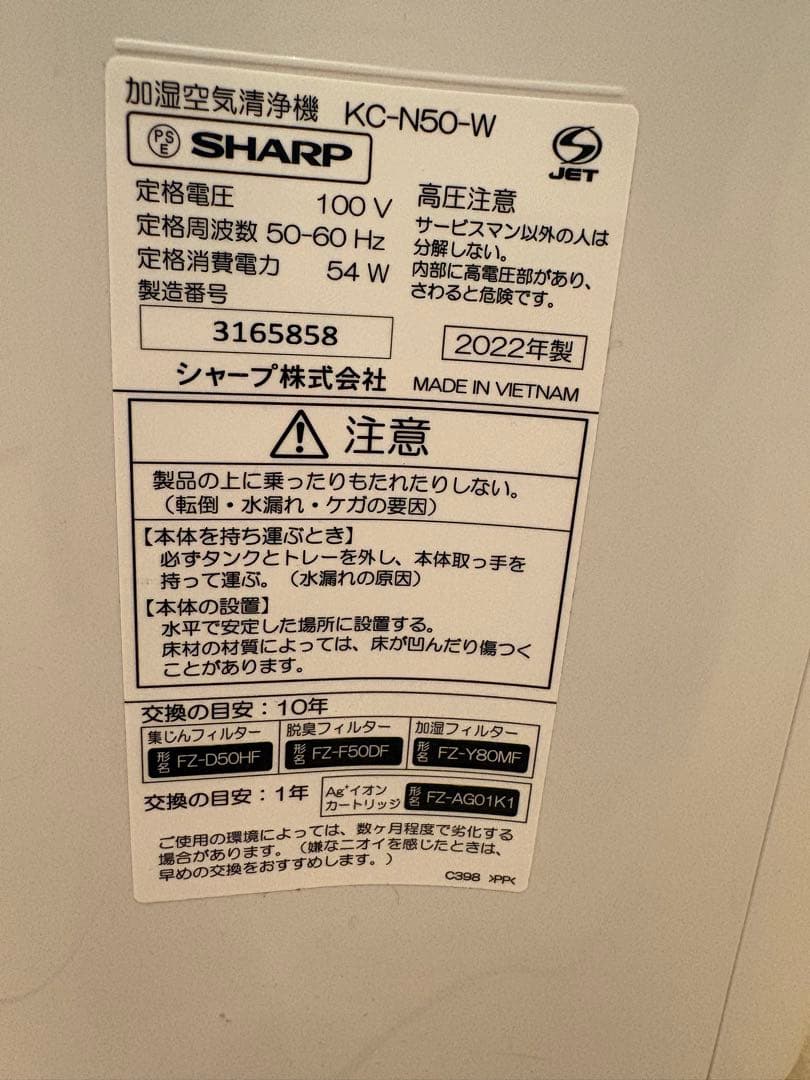 加湿空気清浄機 KC-N50-W
PSE SHARP
JET
定格電圧 100 V
定格周波数 50-60 Hz
定格消費電力 54 W
製造番号
3165858
高圧注意
サービスマン以外の人は
分解しない。
内部に高電圧部があり、
さわると危険です。
2022年製
シャープ株式会社 MADE IN VIETNAM
注意
製品の上に乗ったりもたれたりしない。
（転倒・水漏れ・ケガの要因）
【本体を持ち運ぶとき】
必ずタンクとトレーを外し、本体取っ手を
持って運ぶ。（水漏れの原因）
【本体の設置】
水平で安定した場所に設置する。
床材の材質によっては、床が凹んだり傷つく
ことがあります。
交換の目安：10年
集じんフィルター
形名 FZ-D50HF
脱臭フィルター
形名 FZ-F50DF
加湿フィルター
形名 FZ-Y80MF
交換の目安：1年
Ag⁺イオン
カートリッジ
形名 FZ-AG01K1
ご使用の環境によっては、数ヶ月程度で劣化する
場合があります。（嫌なニオイを感じたときは、
早めの交換をおすすめします。）
C398 >PP<